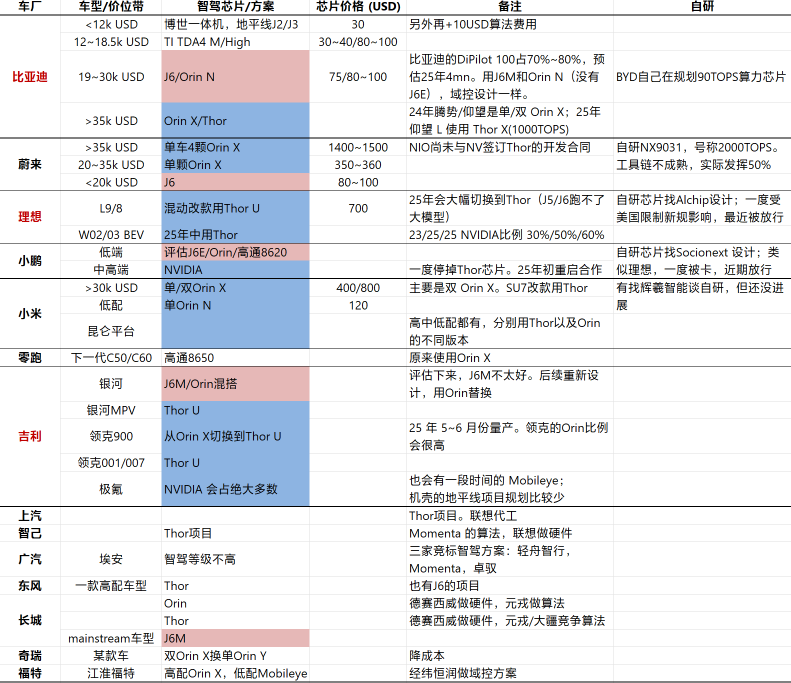 车厂 车型/价位带 智驾芯片/方案 芯片价格 (USD) 备注 自研
比亚迪
<12k USD 博世一体机，地平线J2/J3 30 另外再+10USD算法费用
12~18.5k USD TI TDA4 M/High 30~40/80~100
19~30k USD J6/Orin N 75/80~100
比亚迪的DiPilot 100占70%~80%，预
估25年4mn。用J6M和Orin N（没有
J6E），域控设计一样。
BYD自己在规划90TOPS算力芯片
>35k USD Orin X/Thor
24年腾势/仰望是单/双 Orin X；25年
仰望 L 使用 Thor X(1000TOPS)
蔚来
>35k USD 单车4颗Orin X 1400~1500 NIO尚未与NV签订Thor的开发合同
20~35k USD 单颗Orin X 350~360
<20k USD J6 80~100
自研NX9031，号称2000TOPS。
工具链不成熟，实际发挥50%
理想
L9/8 混动改款用Thor U 700
25年会大幅切换到Thor（J5/J6跑不了
大模型）
W02/03 BEV 25年中用Thor 23/25/25 NVIDIA比例 30%/50%/60%
自研芯片找Alchip设计；一度受
美国限制新规影响，最近被放行
小鹏
低端 评估J6E/Orin/高通8620
中高端 NVIDIA 一度停掉Thor芯片。25年初重启合作
自研芯片找Socionext 设计；类
似理想，一度被卡，近期放行
小米
>30k USD 单/双Orin X 400/800 主要是双 Orin X。SU7改款用Thor
低配 单Orin N 120
有找辉羲智能谈自研，但还没进
展
昆仑平台
高中低配都有，分别用Thor以及Orin
的不同版本
零跑 下一代C50/C60 高通8650 原来使用Orin X
吉利
银河 J6M/Orin混搭
评估下来，J6M不太好。后续重新设
计，用Orin替换
银河MPV Thor U
领克900 从Orin X切换到Thor U
25 年 5~6 月份量产。领克的Orin比例
会很高
领克001/007 Thor U
极氪 NVIDIA 会占绝大多数
也会有一段时间的 Mobileye；
机壳的地平线项目规划比较少
上汽 Thor项目。联想代工
智己 Thor项目 Momenta 的算法，联想做硬件
广汽 埃安 智驾等级不高
三家竞标智驾方案：轻舟智行，
Momenta，卓驭
东风 一款高配车型 Thor 也有J6的项目
长城
Orin 德赛西威做硬件，元戎做算法
Thor 德赛西威做硬件，元戎/大疆竞争算法
mainstream车型 J6M
奇瑞 某款车 双Orin X换单Orin Y 降成本
福特 江淮福特 高配Orin X，低配Mobileye 经纬恒润做域控方案